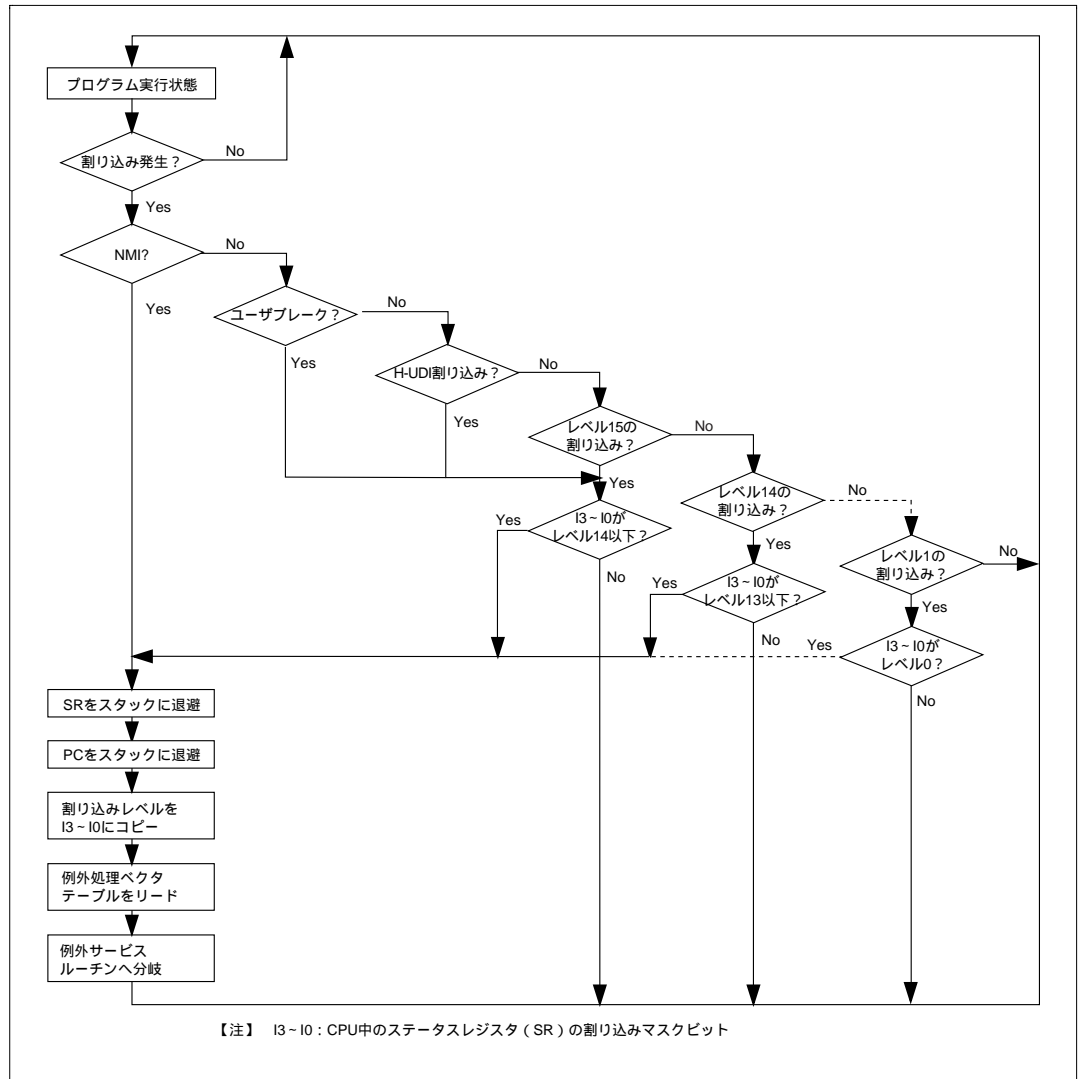 プログラム実行状態
割り込み発生？
No
Yes
NMI?
No
Yes
ユーザブレーク？
No
Yes
H-UDI割り込み？
No
Yes
レベル15の
割り込み？
No
Yes
レベル14の
割り込み？
No
Yes
I3～I0が
レベル14以下？
Yes
No
レベル1の
割り込み？
No
Yes
I3～I0が
レベル13以下？
Yes
No
I3～I0が
レベル0？
Yes
No
SRをスタックに退避
PCをスタックに退避
割り込みレベルを
I3～I0にコピー
例外処理ベクタ
テーブルをリード
例外サービス
ルーチンへ分岐
【注】 I3～I0：CPU中のステータスレジスタ（SR）の割り込みマスクビット